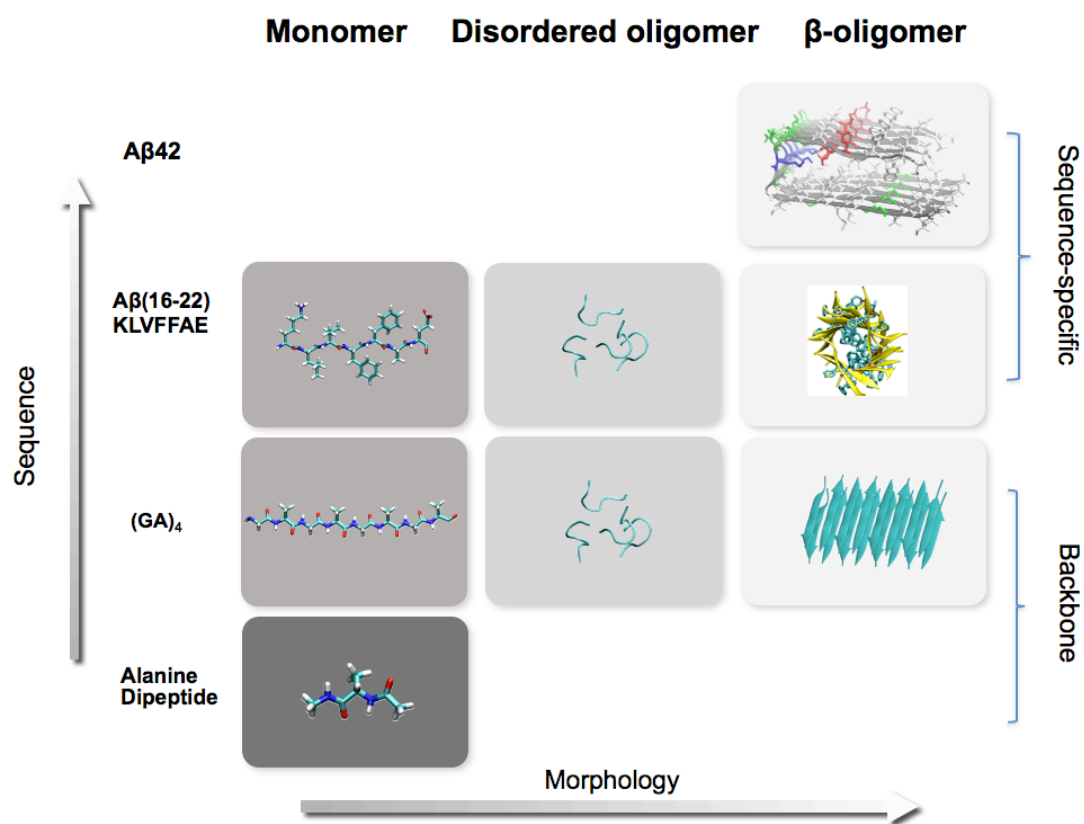 Monomer Disordered oligomer β-oligomer
Aβ42
Aβ(16-22)
KLVFFAE
(GA)₄
Alanine
Dipeptide
Sequence
Sequence-specific
Backbone
Morphology